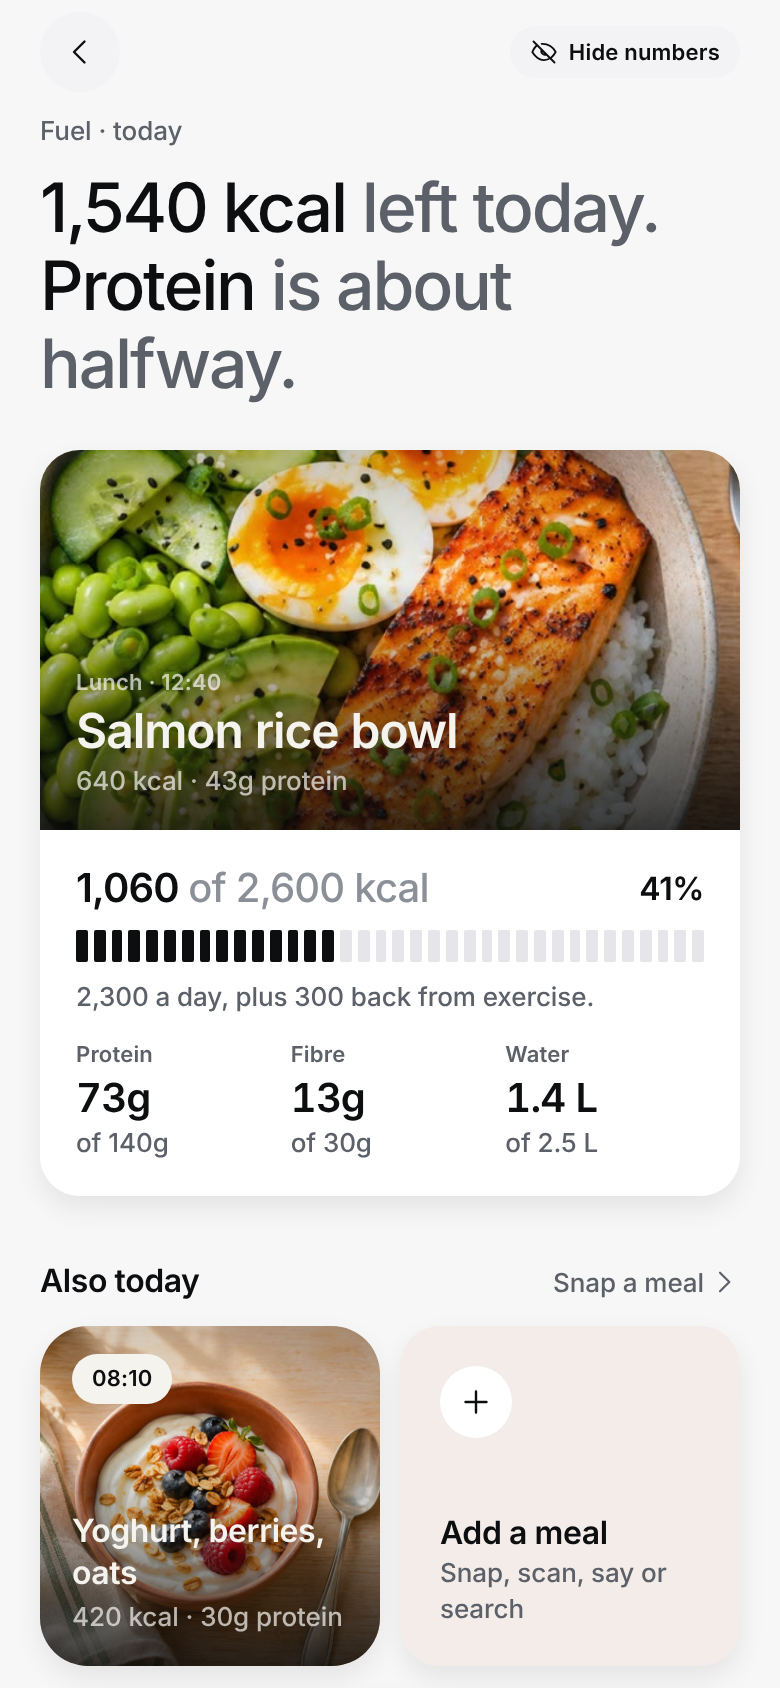 Hide numbers
Fuel · today
1,540 kcal left today.
Protein is about
halfway.
Lunch · 12:40
Salmon rice bowl
640 kcal · 43g protein
1,060 of 2,600 kcal
41%
2,300 a day, plus 300 back from exercise.
Protein
Fibre
Water
73g
13g
1.4 L
of 140g
of 30g
of 2.5 L
Also today
Snap a meal
08:10
Yoghurt, berries,
oats
420 kcal · 30g protein
Add a meal
Snap, scan, say or
search